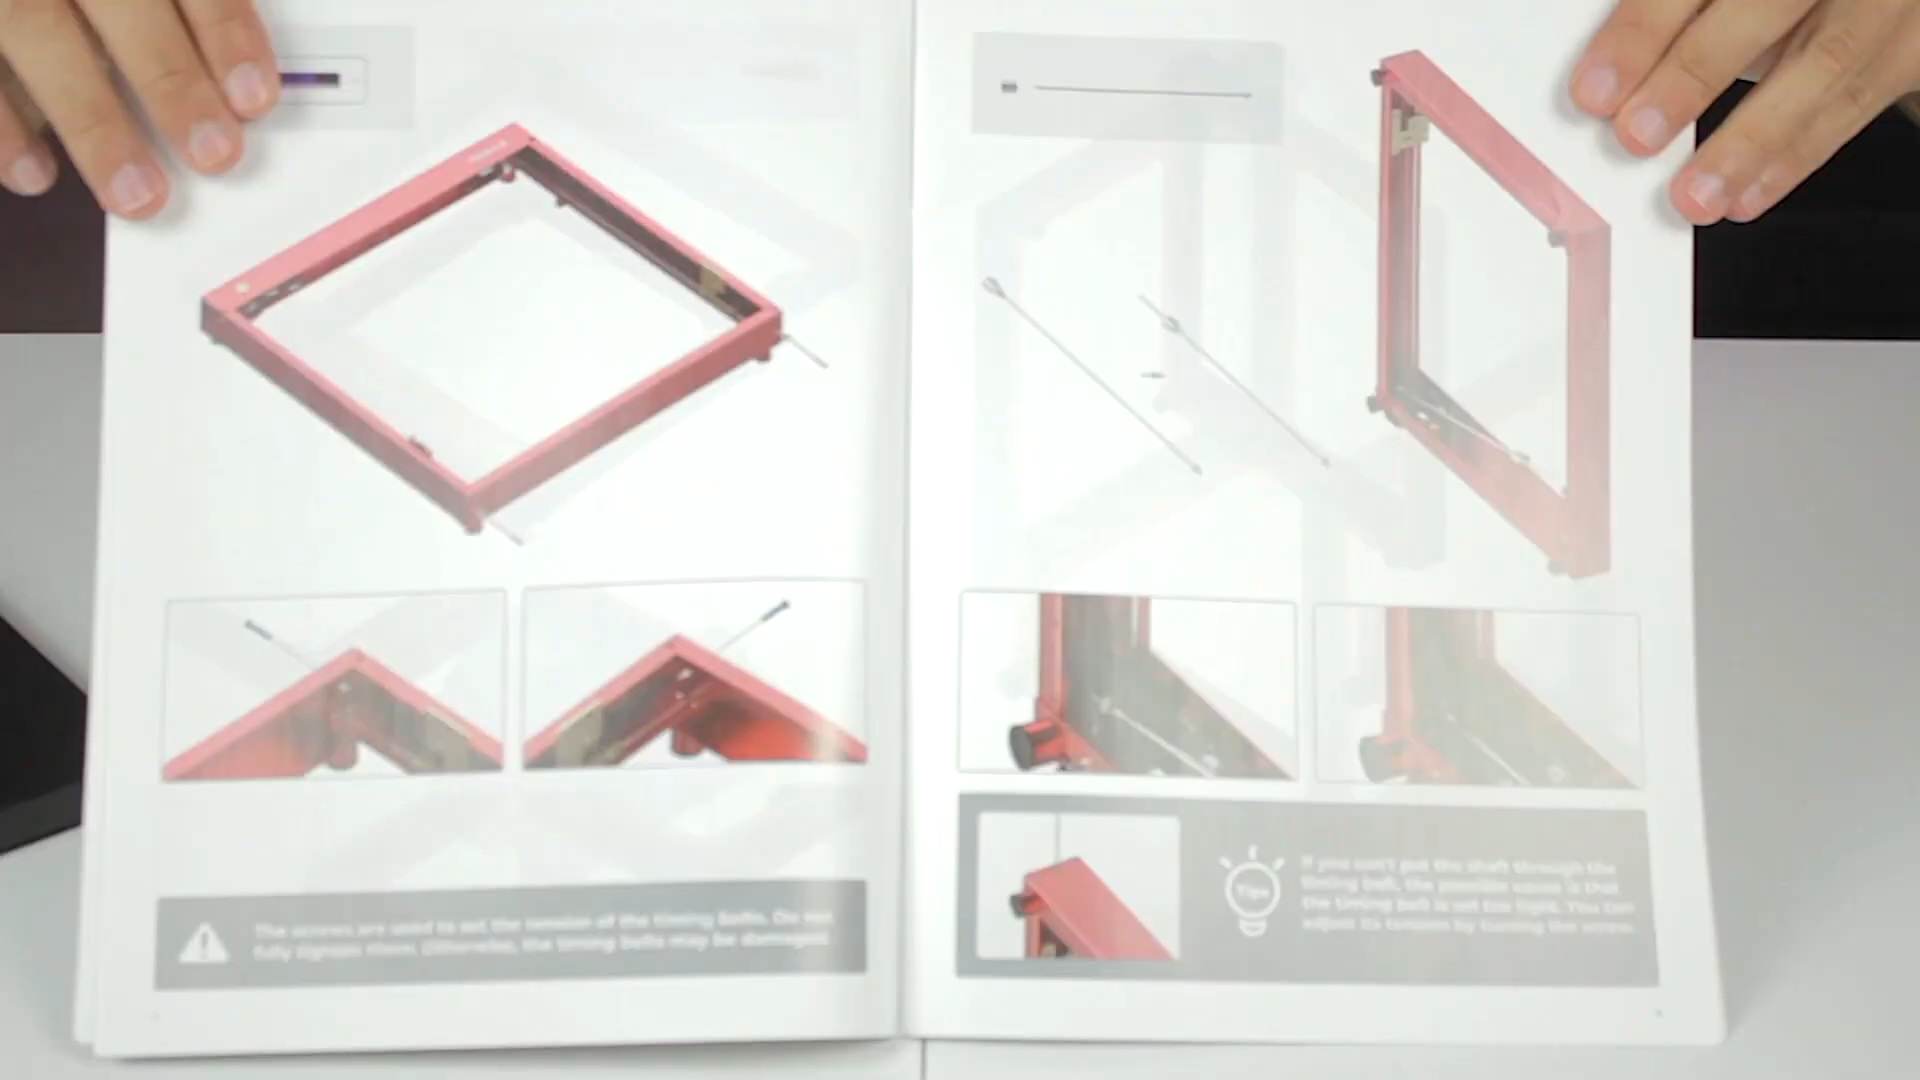 The screws are used to set the tension of the timing belts. Do not
fully tighten them. Otherwise, the timing belts may be damaged.
Tips
If you can't put the shaft through the
timing belt, the possible cause is that
the timing belt is set too tight. You can
adjust its tension by turning the screw.